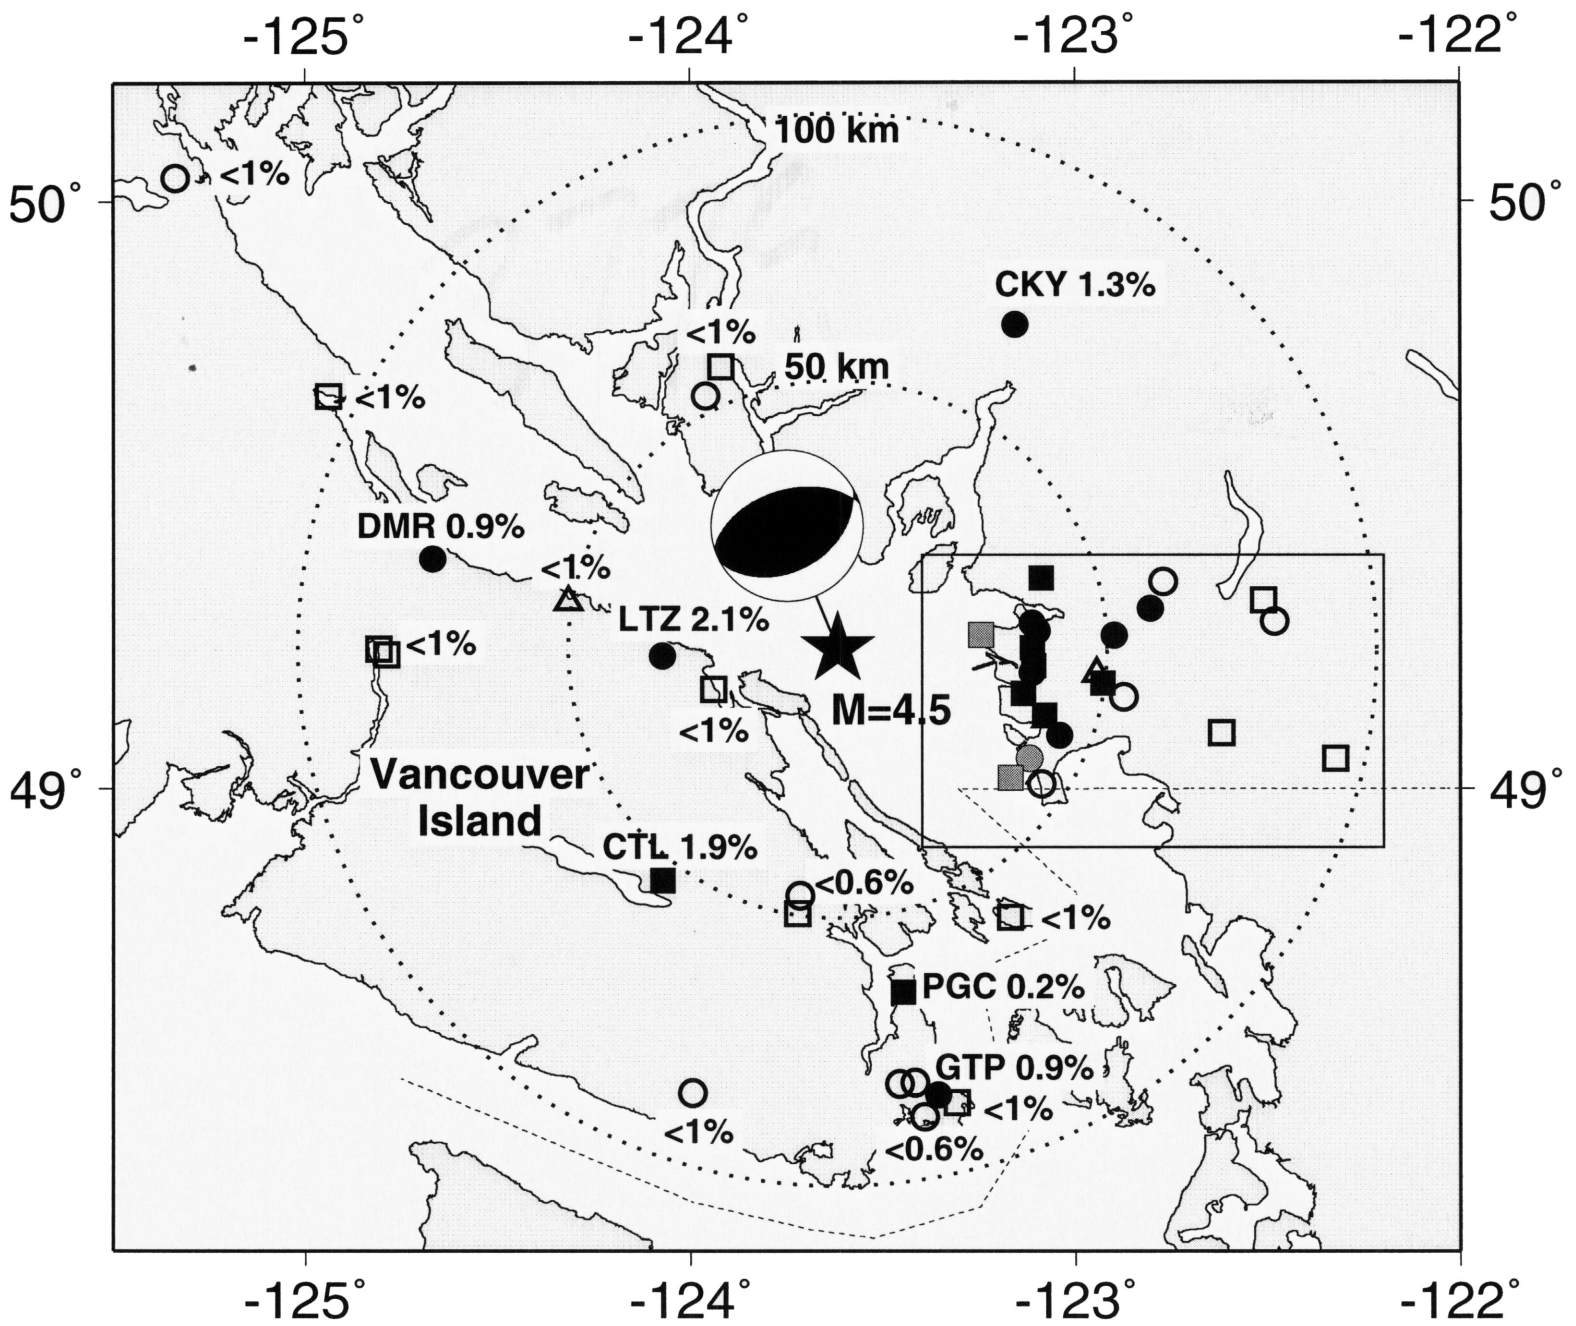 -125° -124° -123° -122°
100 km
<1%
50° 50°
CKY 1.3%
<1%
50 km
<1%
DMR 0.9%
<1%
LTZ 2.1%
<1%
M=4.5
<1%
Vancouver
Island
49° 49°
CTL 1.9%
<0.6%
<1%
PGC 0.2%
GTP 0.9%
<1%
<1%
<0.6%
-125° -124° -123° -122°